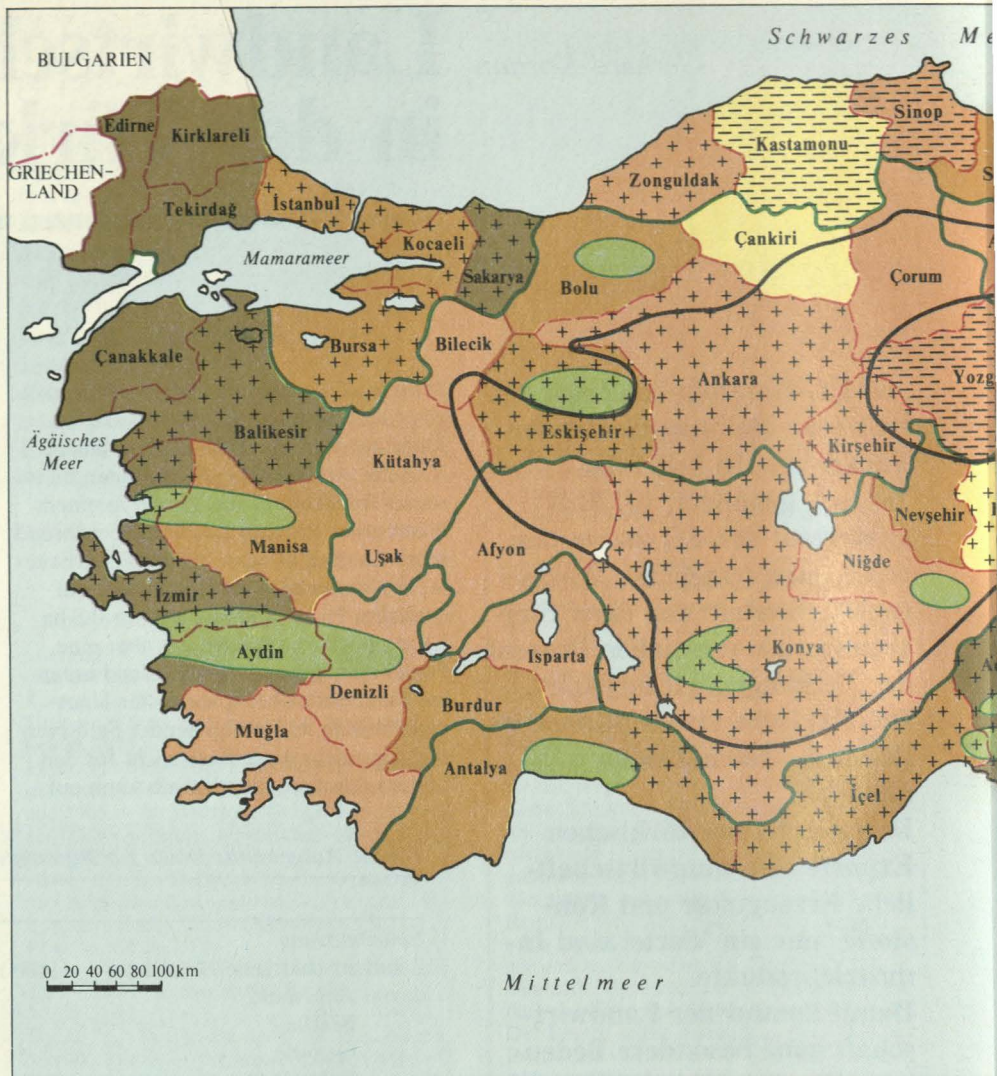 Schwarzes
BULGARIEN
Edirne
Kirklareli
GRIECHEN-
LAND
Tekirdağ
İstanbul
Kocaeli
Sakarya
Mamarameer
Zonguldak
Kastamonu
Sinop
Bolu
Çankiri
Çorum
Çanakkale
Bursa
Bilecik
Ankara
Yozg
Eskişehir
Kirşehir
Ägäisches
Meer
Balikesir
Kütahya
Nevşehir
Manisa
Uşak
Afyon
Niğde
İzmir
Aydin
Isparta
Konya
Denizli
Burdur
Muğla
Antalya
İçel
0 20 40 60 80 100 km
Mittelmeer